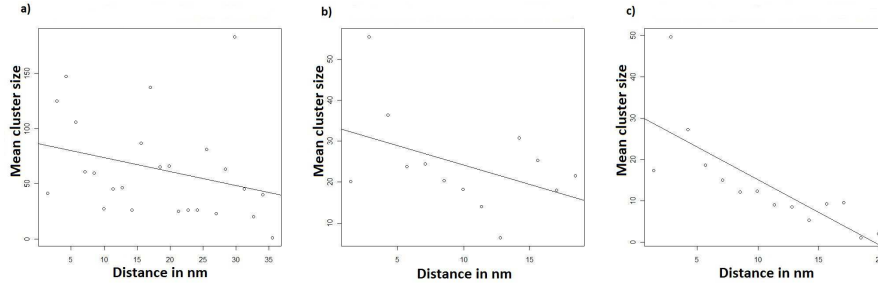 a)
b)
c)
Mean cluster size
0 50 100 150
0 5 10 15 20 25 30 35
Distance in nm
Mean cluster size
10 20 30 40 50
5 10 15
Distance in nm
Mean cluster size
0 10 20 30 40 50
5 10 15
Distance in nm